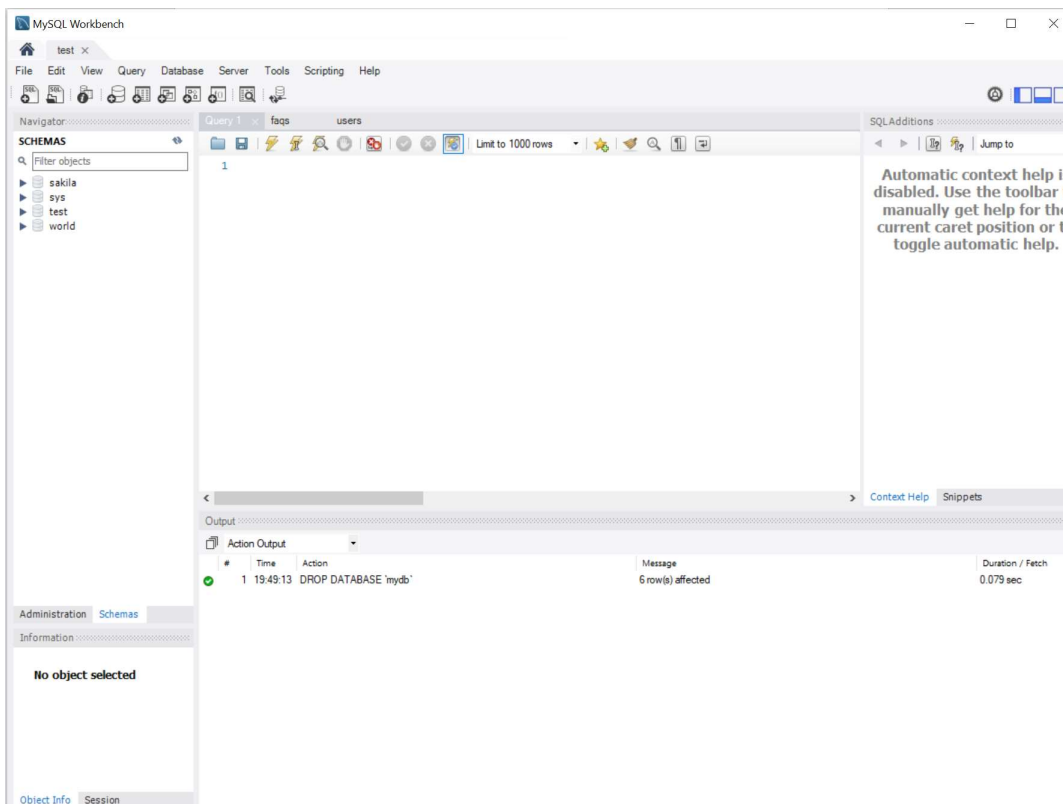 MySQL Workbench
test
File Edit View Query Database Server Tools Scripting Help
Navigator
SCHEMAS
Filter objects
sakila
sys
test
world
Administration Schemas
Information
No object selected
Object Info Session
Query 1 faqs users
Limit to 1000 rows
1
Output
Action Output
# Time Action Message Duration / Fetch
1 19:49:13 DROP DATABASE `mydb` 6 row(s) affected 0.079 sec
SQLAdditions
Jump to
Automatic context help i
disabled. Use the toolbar
manually get help for the
current caret position or t
toggle automatic help.
Context Help Snippets